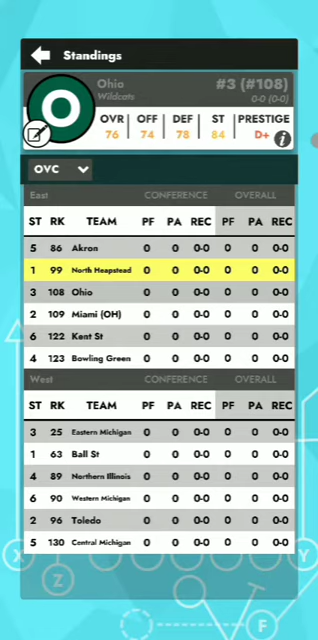 Standings
Ohio #3 (#108)
Wildcats 0-0 (0-0)
O
OVR OFF DEF ST PRESTIGE
76 74 78 84 D+ i
OVC
East CONFERENCE OVERALL
ST RK TEAM PF PA REC PF PA REC
5 86 Akron 0 0 0-0 0 0 0-0
1 99 North Heapstead 0 0 0-0 0 0 0-0
3 108 Ohio 0 0 0-0 0 0 0-0
2 109 Miami (OH) 0 0 0-0 0 0 0-0
6 122 Kent St 0 0 0-0 0 0 0-0
4 123 Bowling Green 0 0 0-0 0 0 0-0
West CONFERENCE OVERALL
ST RK TEAM PF PA REC PF PA REC
3 25 Eastern Michigan 0 0 0-0 0 0 0-0
1 63 Ball St 0 0 0-0 0 0 0-0
4 89 Northern Illinois 0 0 0-0 0 0 0-0
6 90 Western Michigan 0 0 0-0 0 0 0-0
2 96 Toledo 0 0 0-0 0 0 0-0
5 130 Central Michigan 0 0 0-0 0 0 0-0
X Y
Z
F